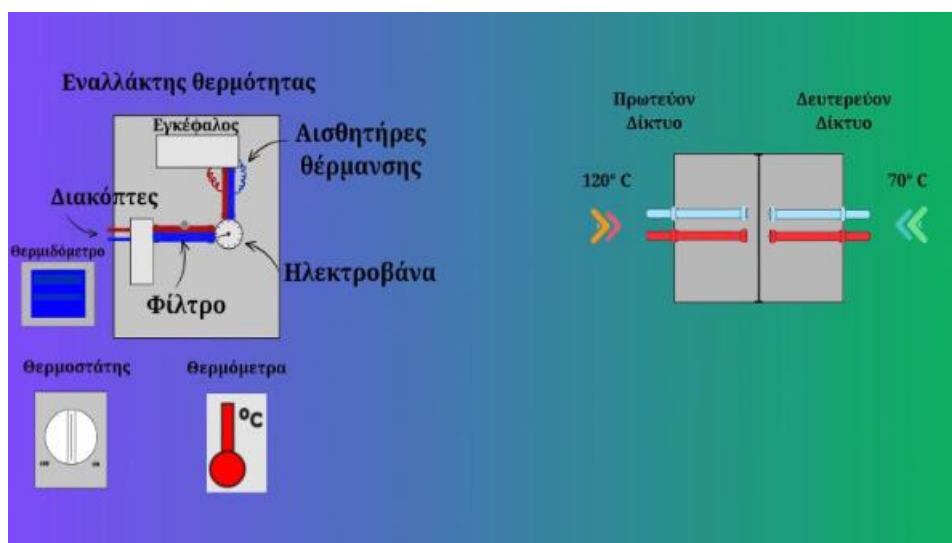 Εναλλάκτης θερμότητας
Εγκέφαλος
Αισθητήρες
θέρμανσης
Διακόπτες
Θερμιδόμετρο
Ηλεκτροβάνα
Φίλτρο
Θερμοστάτης
Θερμόμετρα
°C
Πρωτεύον
Δίκτυο
Δευτερεύον
Δίκτυο
120° C
70° C